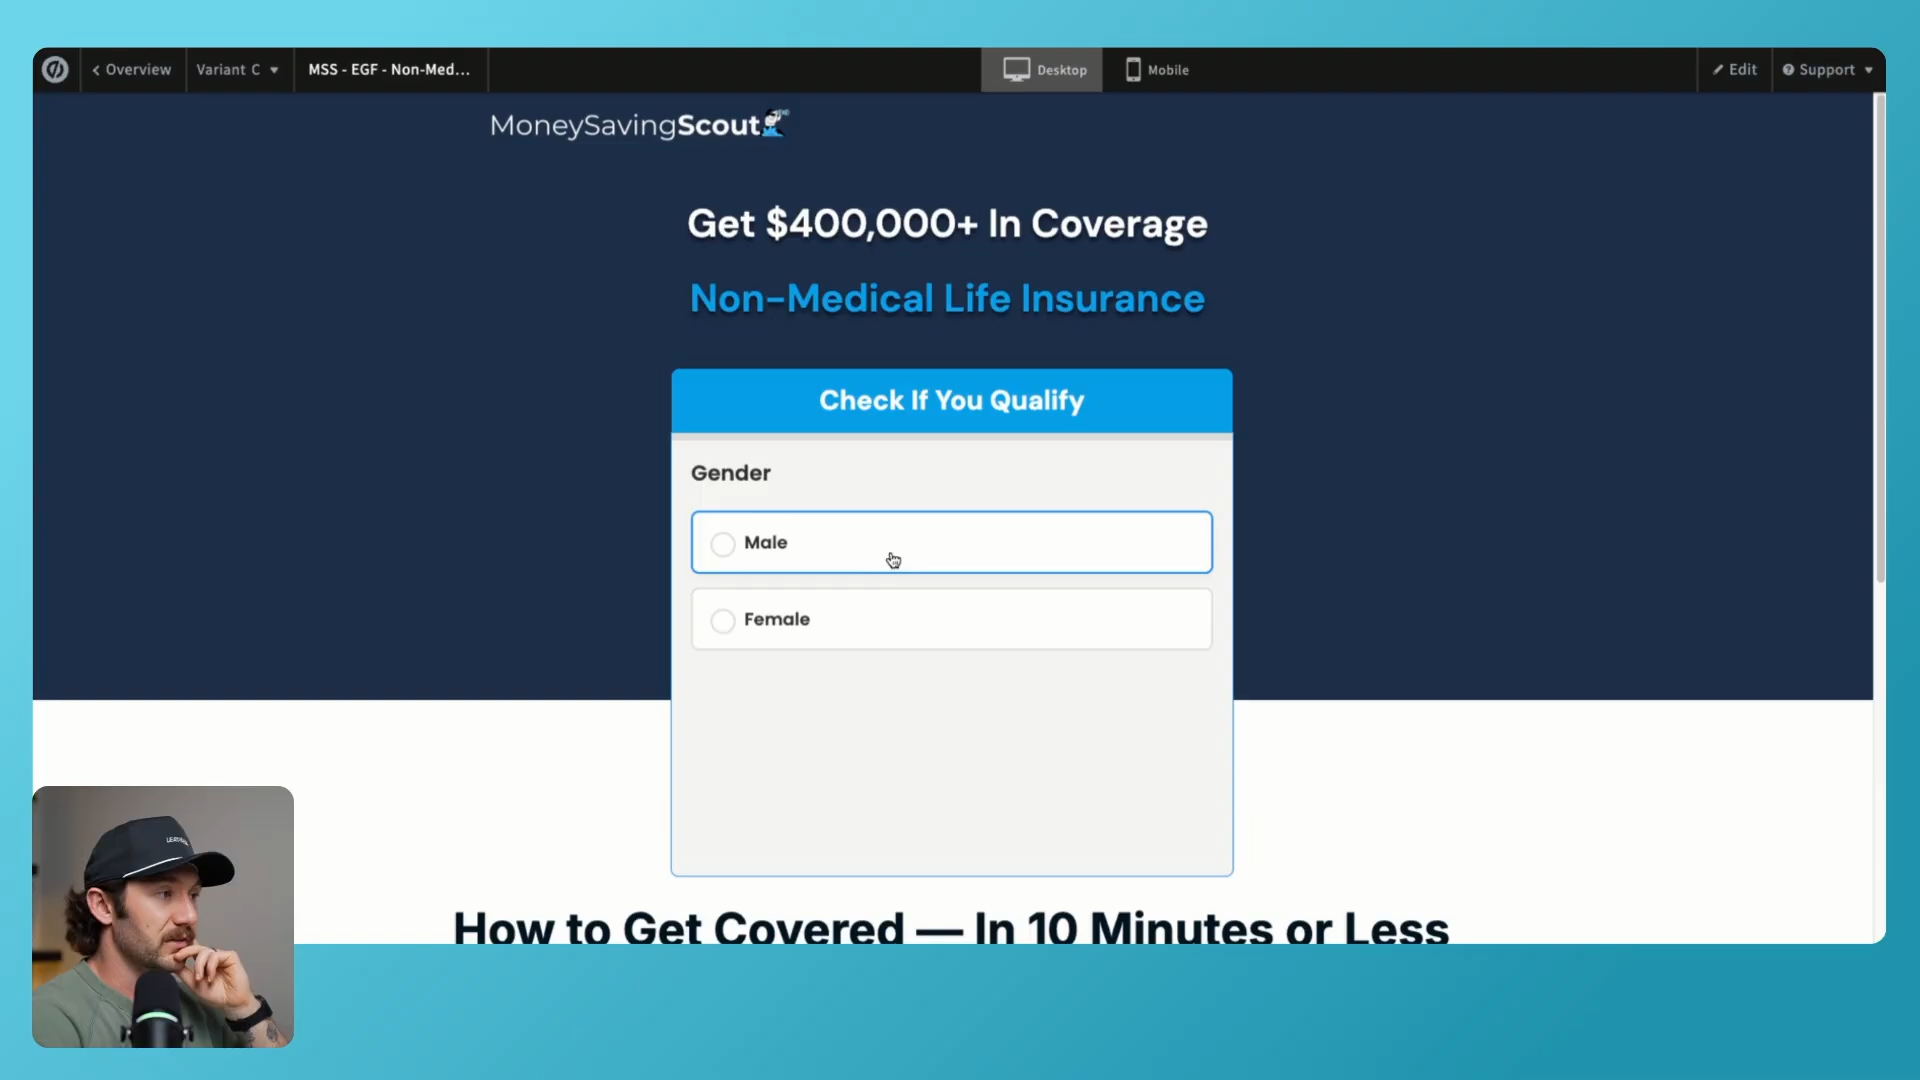 Overview
Variant C
MSS - EGF - Non-Med...
Desktop
Mobile
Edit
Support
MoneySavingScout
Get $400,000+ In Coverage
Non-Medical Life Insurance
Check If You Qualify
Gender
Male
Female
How to Get Covered — In 10 Minutes or Less